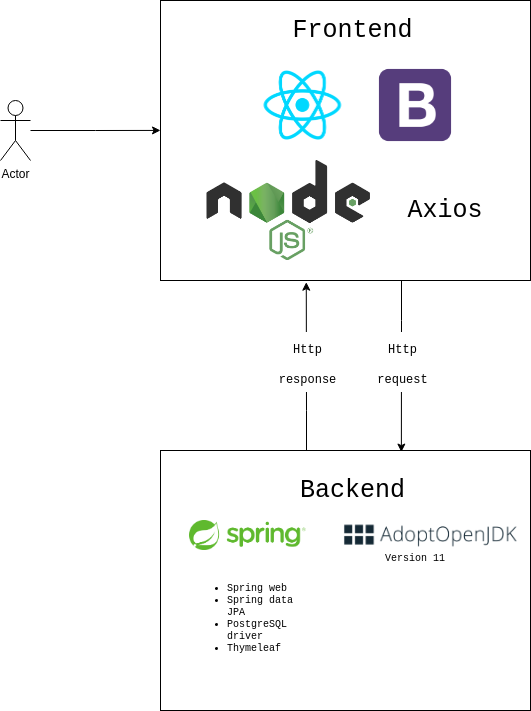 Frontend
B
node
JS®
Axios
Actor
Http
response
Http
request
Backend
spring
AdoptOpenJDK
Version 11
Spring web
Spring data
JPA
PostgreSQL
driver
Thymeleaf